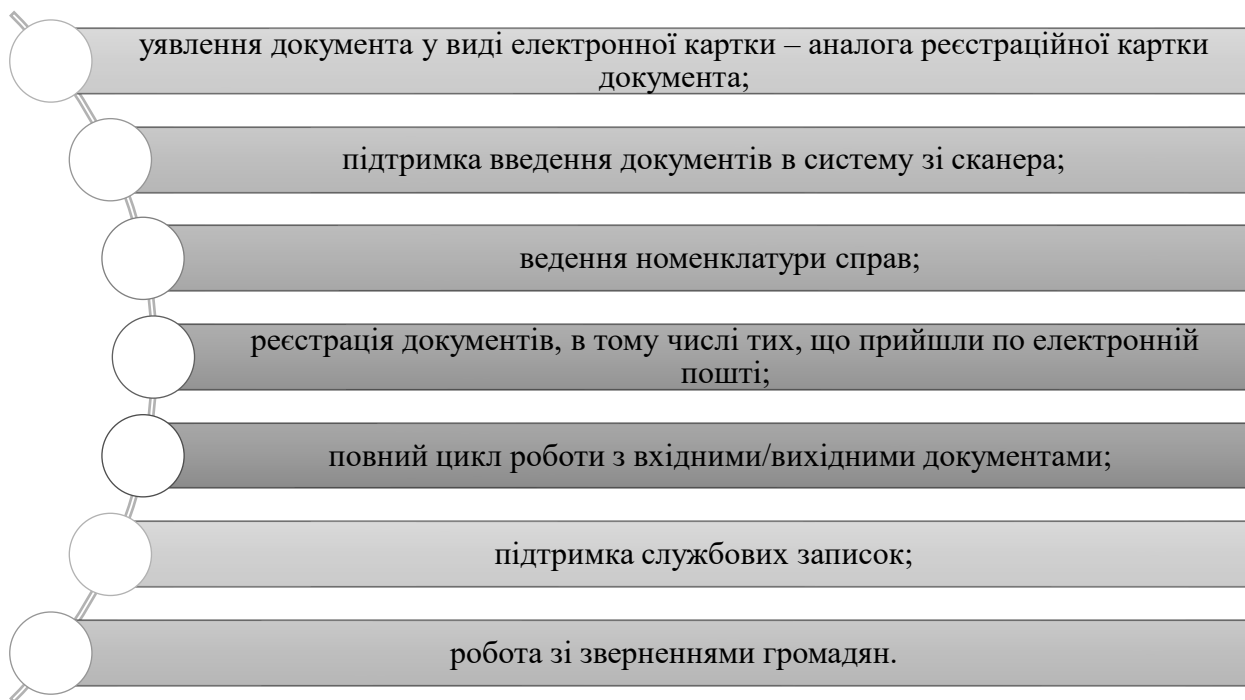 уявлення документа у виді електронної картки – аналога реєстраційної картки
документа;
підтримка введення документів в систему зі сканера;
ведення номенклатури справ;
реєстрація документів, в тому числі тих, що прийшли по електронній
пошті;
повний цикл роботи з вхідними/вихідними документами;
підтримка службових записок;
робота зі зверненнями громадян.